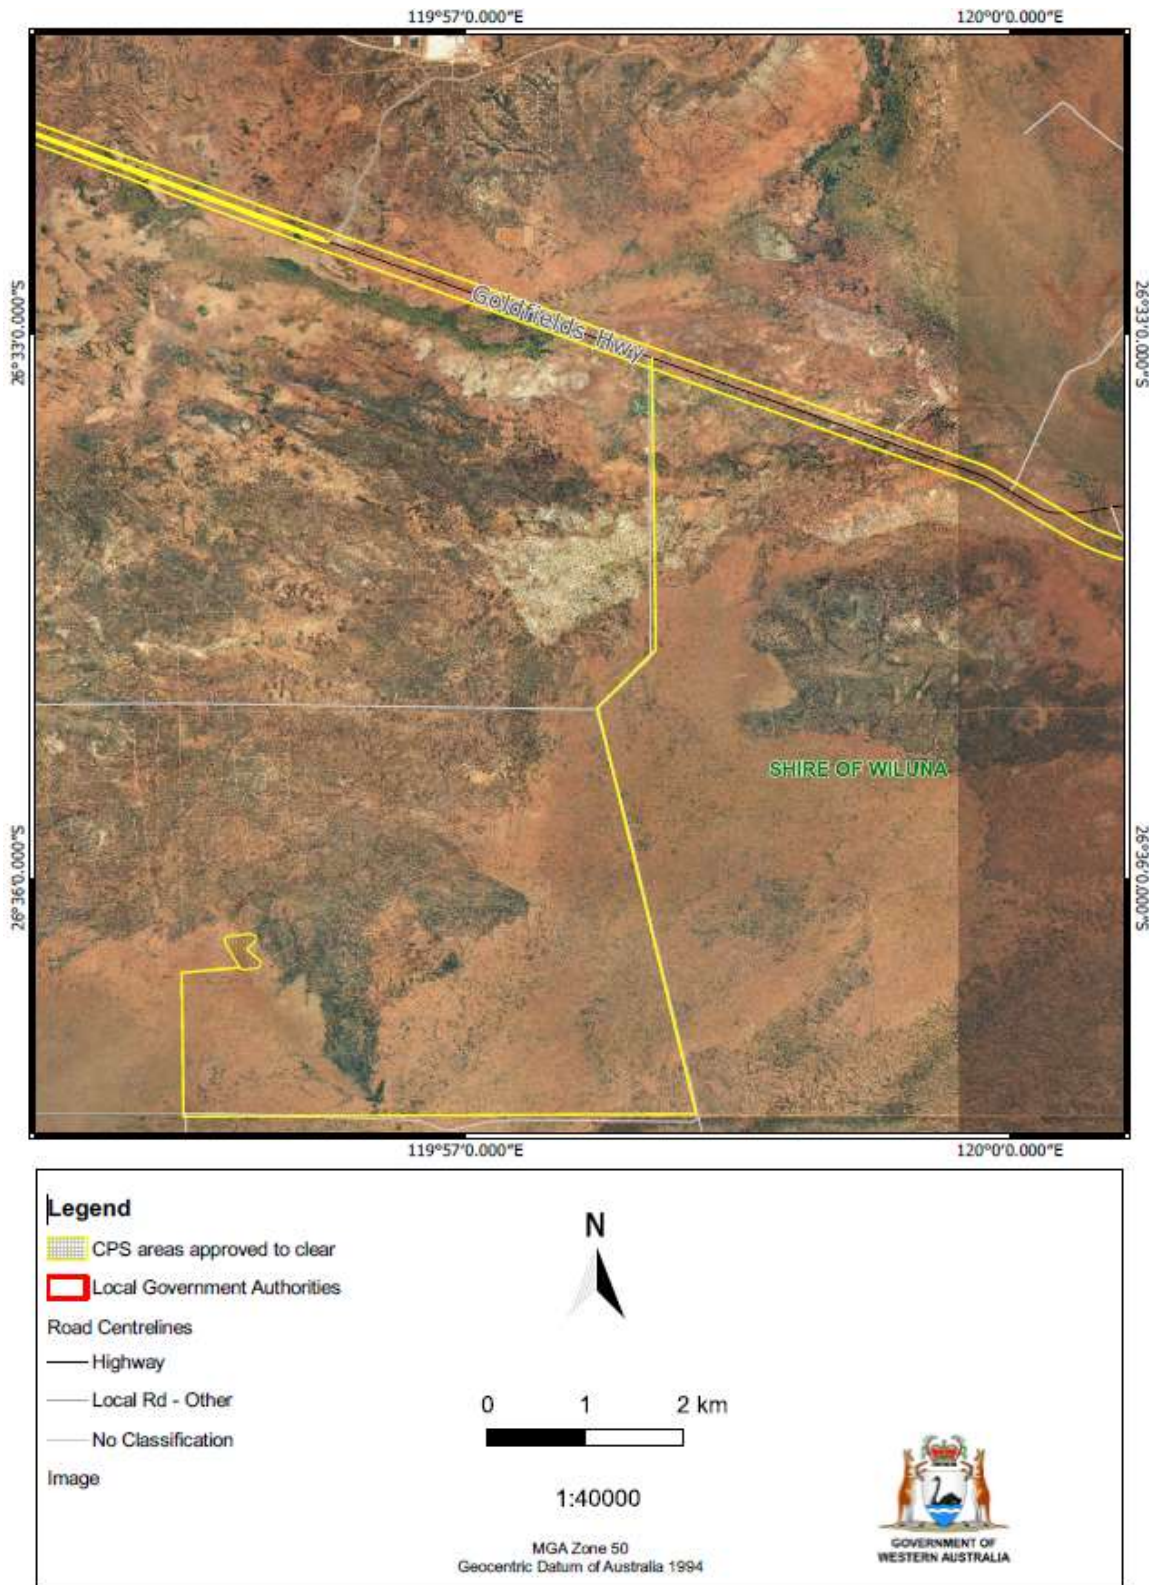 119°57'0.000"E 120°0'0.000"E
Goldfields Hwy
26°33'0.000"S 26°33'0.000"S
SHIRE OF WILUNA
26°36'0.000"S 26°36'0.000"S
119°57'0.000"E 120°0'0.000"E
Legend
CPS areas approved to clear
Local Government Authorities
Road Centrelines
Highway
Local Rd - Other
No Classification
Image
N
0 1 2 km
1:40000
MGA Zone 50
Geocentric Datum of Australia 1994
GOVERNMENT OF
WESTERN AUSTRALIA